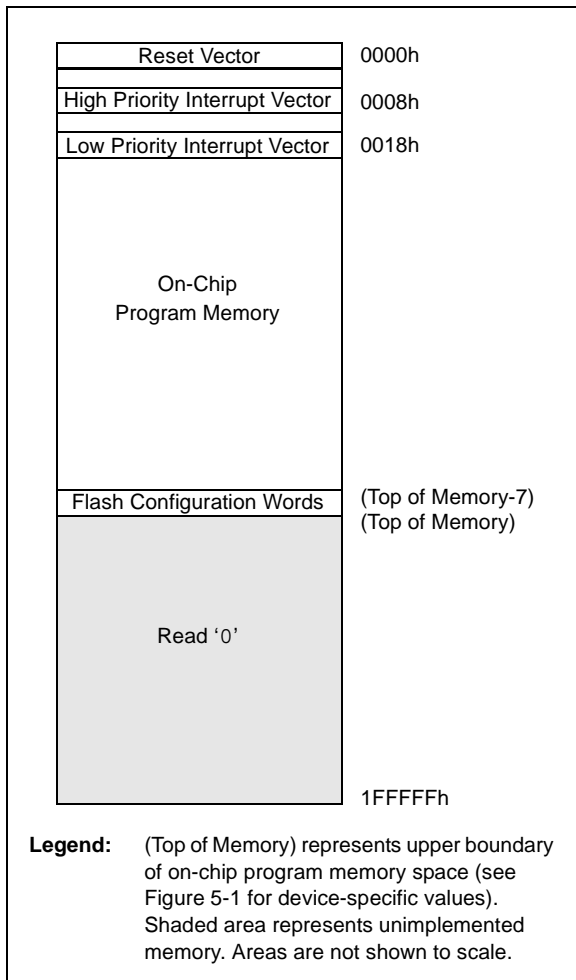 Reset Vector 0000h
High Priority Interrupt Vector 0008h
Low Priority Interrupt Vector 0018h
On-Chip
Program Memory
Flash Configuration Words (Top of Memory-7)
(Top of Memory)
Read ‘0’
1FFFFFh
Legend: (Top of Memory) represents upper boundary
of on-chip program memory space (see
Figure 5-1 for device-specific values).
Shaded area represents unimplemented
memory. Areas are not shown to scale.